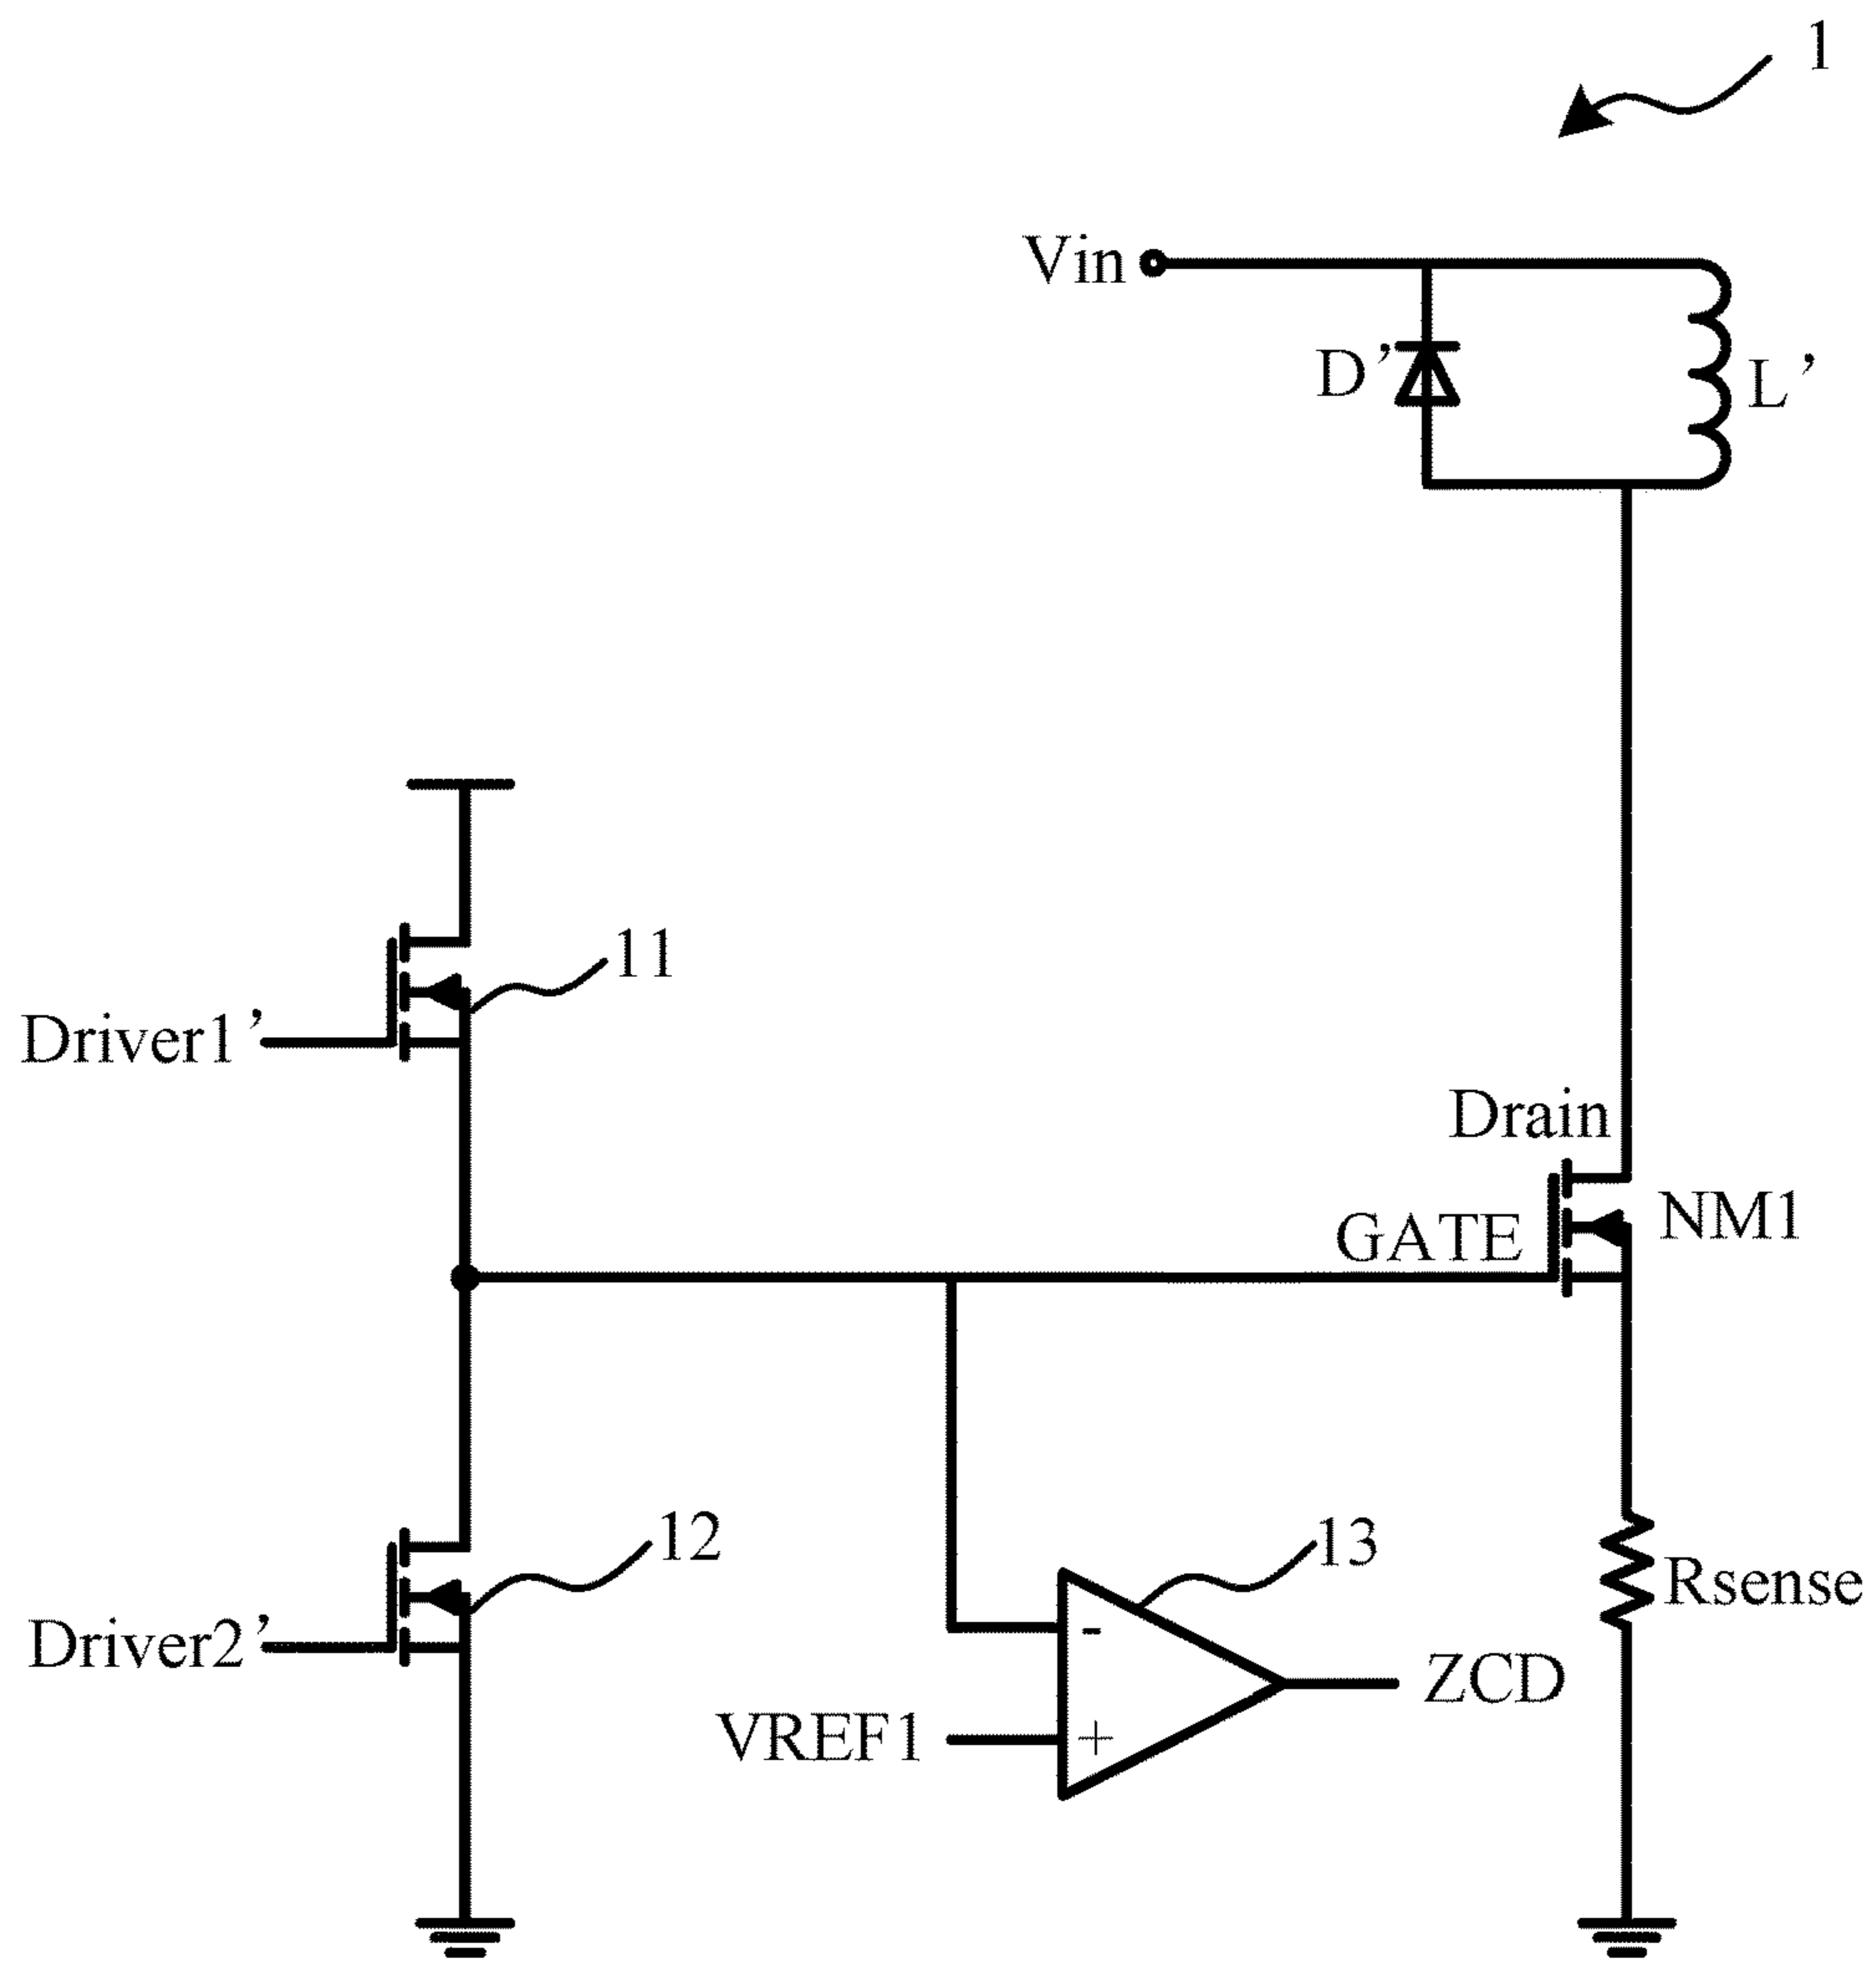 1
Vin
D’
L’
11
Driver1’
Drain
GATE
NM1
12
Driver2’
13
-
Rsense
ZCD
VREF1
+